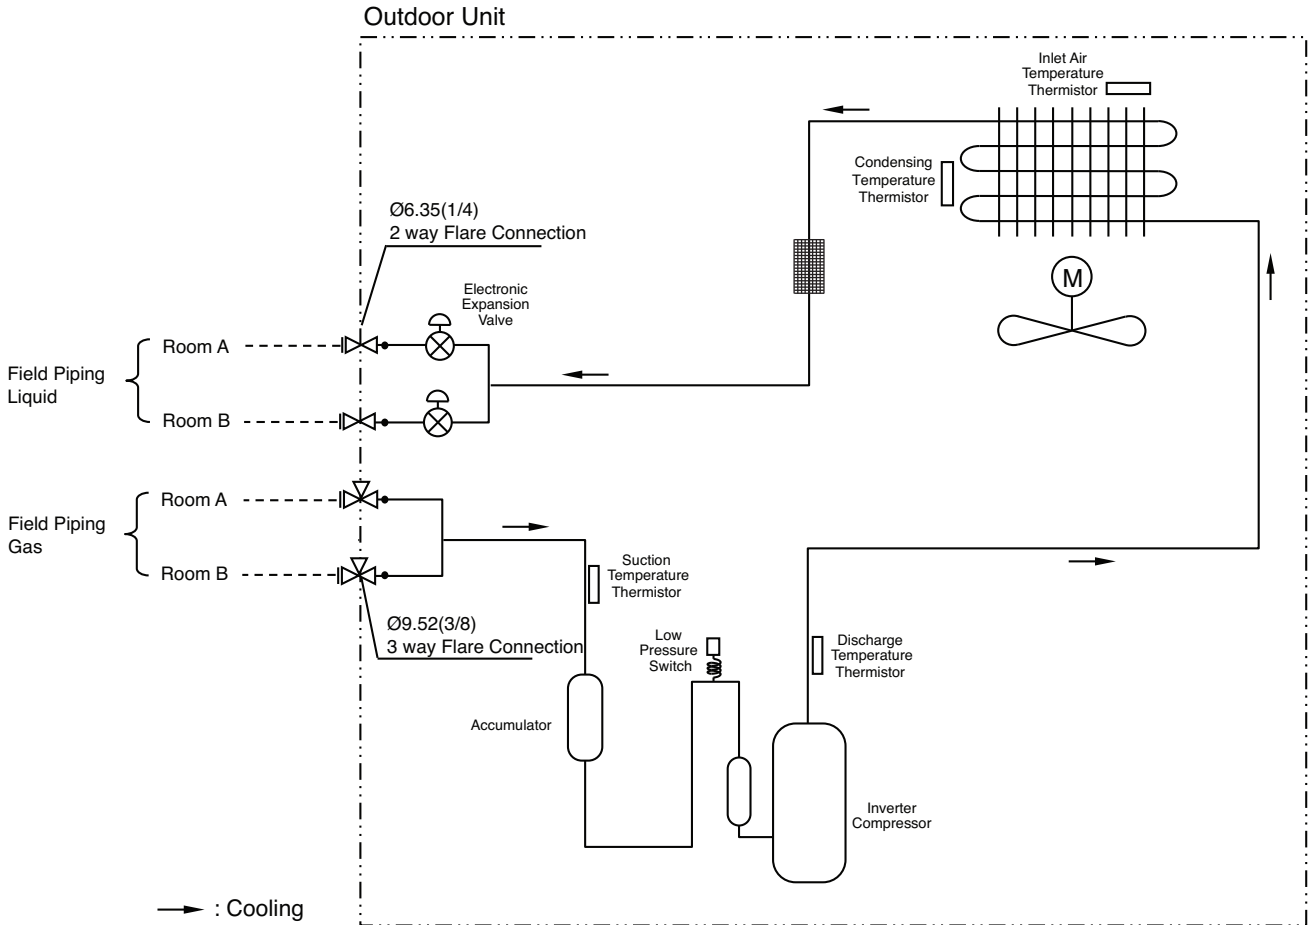 Outdoor Unit
Inlet Air
Temperature
Thermistor
Condensing
Temperature
Thermistor
Ø6.35(1/4)
2 way Flare Connection
M
Electronic
Expansion
Valve
Field Piping
Liquid
Room A
Room B
Field Piping
Gas
Room A
Room B
Suction
Temperature
Thermistor
Ø9.52(3/8)
3 way Flare Connection
Low
Pressure
Switch
Discharge
Temperature
Thermistor
Accumulator
Inverter
Compressor
: Cooling